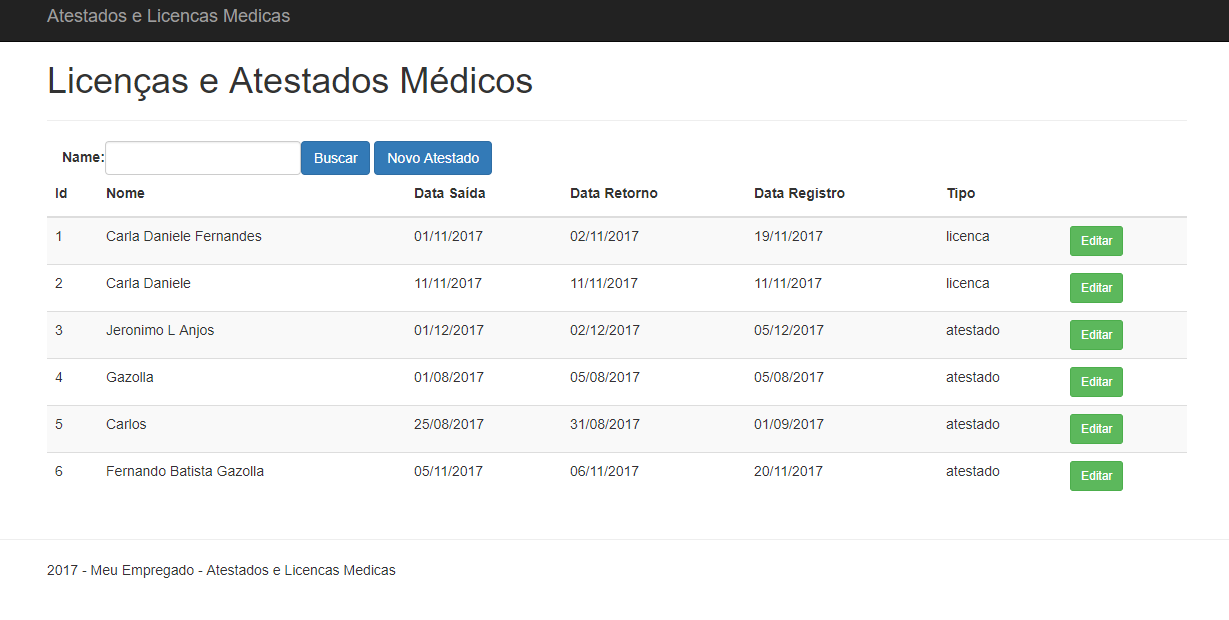 Atestados e Licencas Medicas
Licenças e Atestados Médicos
Name: Buscar Novo Atestado
Id Nome Data Saída Data Retorno Data Registro Tipo
1 Carla Daniele Fernandes 01/11/2017 02/11/2017 19/11/2017 licenca Editar
2 Carla Daniele 11/11/2017 11/11/2017 11/11/2017 licenca Editar
3 Jeronimo L Anjos 01/12/2017 02/12/2017 05/12/2017 atestado Editar
4 Gazolla 01/08/2017 05/08/2017 05/08/2017 atestado Editar
5 Carlos 25/08/2017 31/08/2017 01/09/2017 atestado Editar
6 Fernando Batista Gazolla 05/11/2017 06/11/2017 20/11/2017 atestado Editar
2017 - Meu Empregado - Atestados e Licencas Medicas